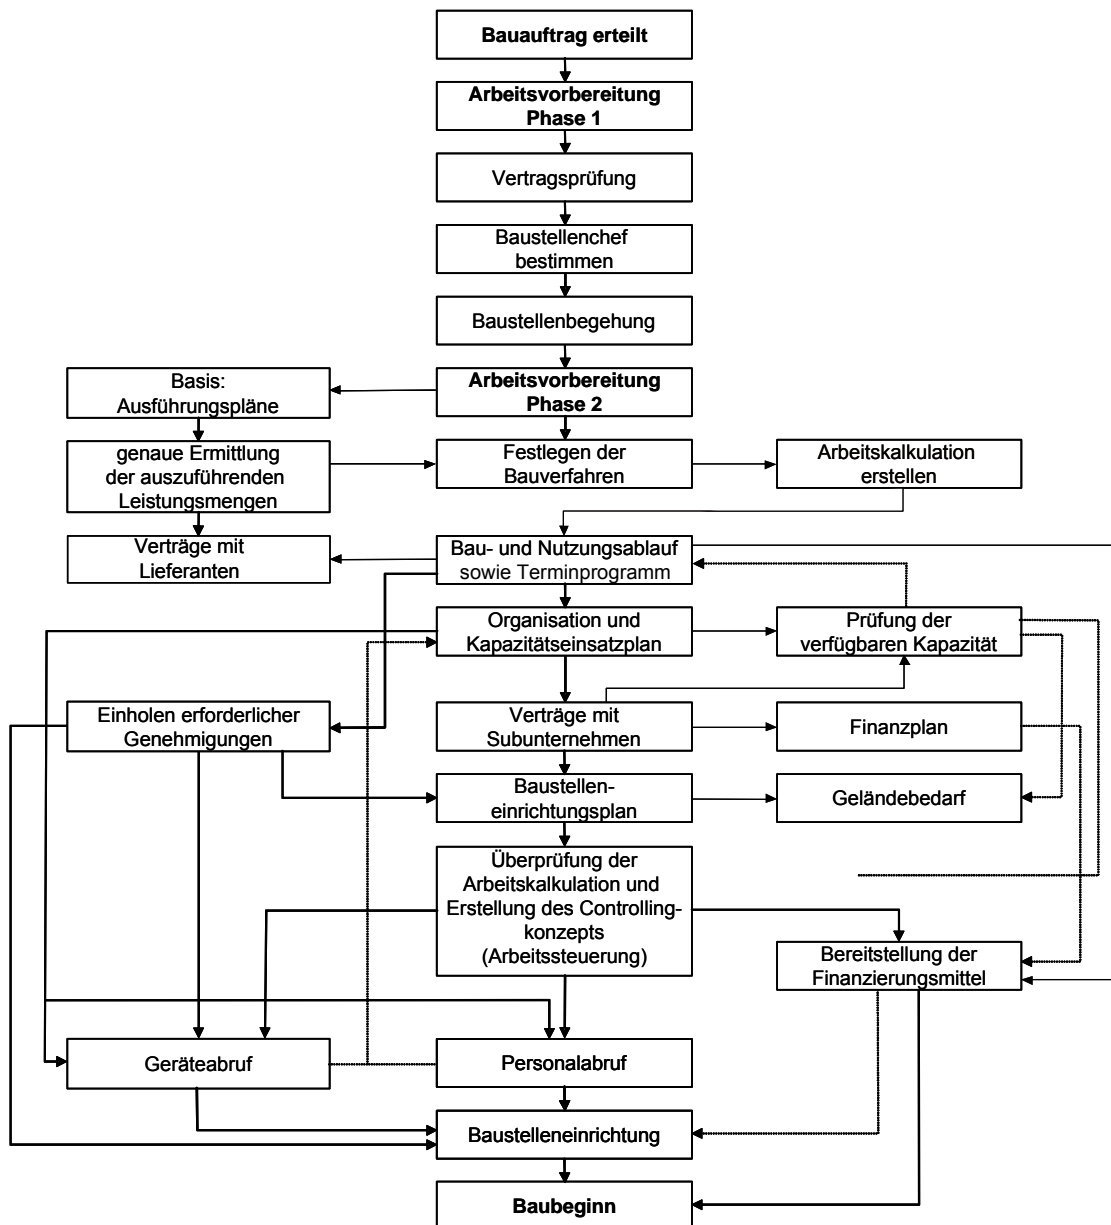 Bauauftrag erteilt
Arbeitsvorbereitung
Phase 1
Vertragsprüfung
Baustellenchef
bestimmen
Baustellenbegehung
Basis:
Ausführungspläne
Arbeitsvorbereitung
Phase 2
genaue Ermittlung
der auszuführenden
Leistungsmengen
Festlegen der
Bauverfahren
Arbeitskalkulation
erstellen
Verträge mit
Lieferanten
Bau- und Nutzungsablauf
sowie Terminprogramm
Organisation und
Kapazitätseinsatzplan
Prüfung der
verfügbaren Kapazität
Einholen erforderlicher
Genehmigungen
Verträge mit
Subunternehmen
Finanzplan
Baustellen-
einrichtungsplan
Geländebedarf
Überprüfung der
Arbeitskalkulation und
Erstellung des Controlling-
konzepts
(Arbeitssteuerung)
Bereitstellung der
Finanzierungsmittel
Geräteabruf
Personalabruf
Baustelleneinrichtung
Baubeginn